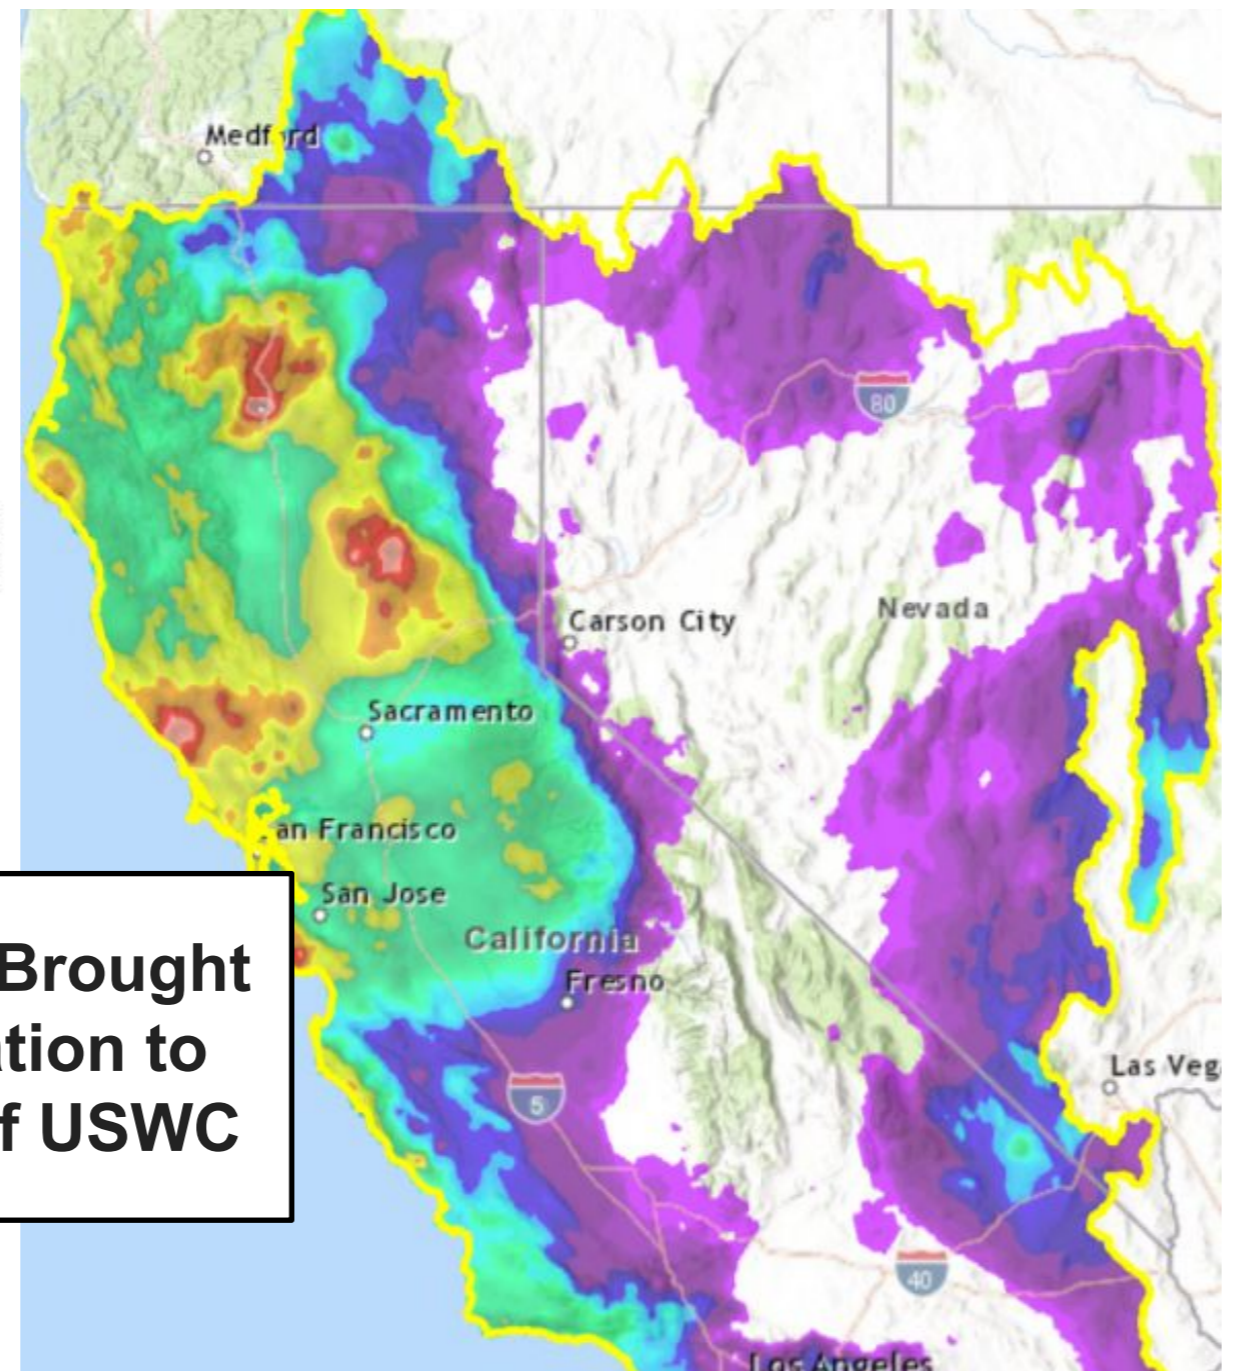 Medford
80
Carson City
Nevada
Sacramento
an Francisco
San Jose
California
Fresno
Brought
ation to
f USWC
Las Veg
5
40
Los Angeles